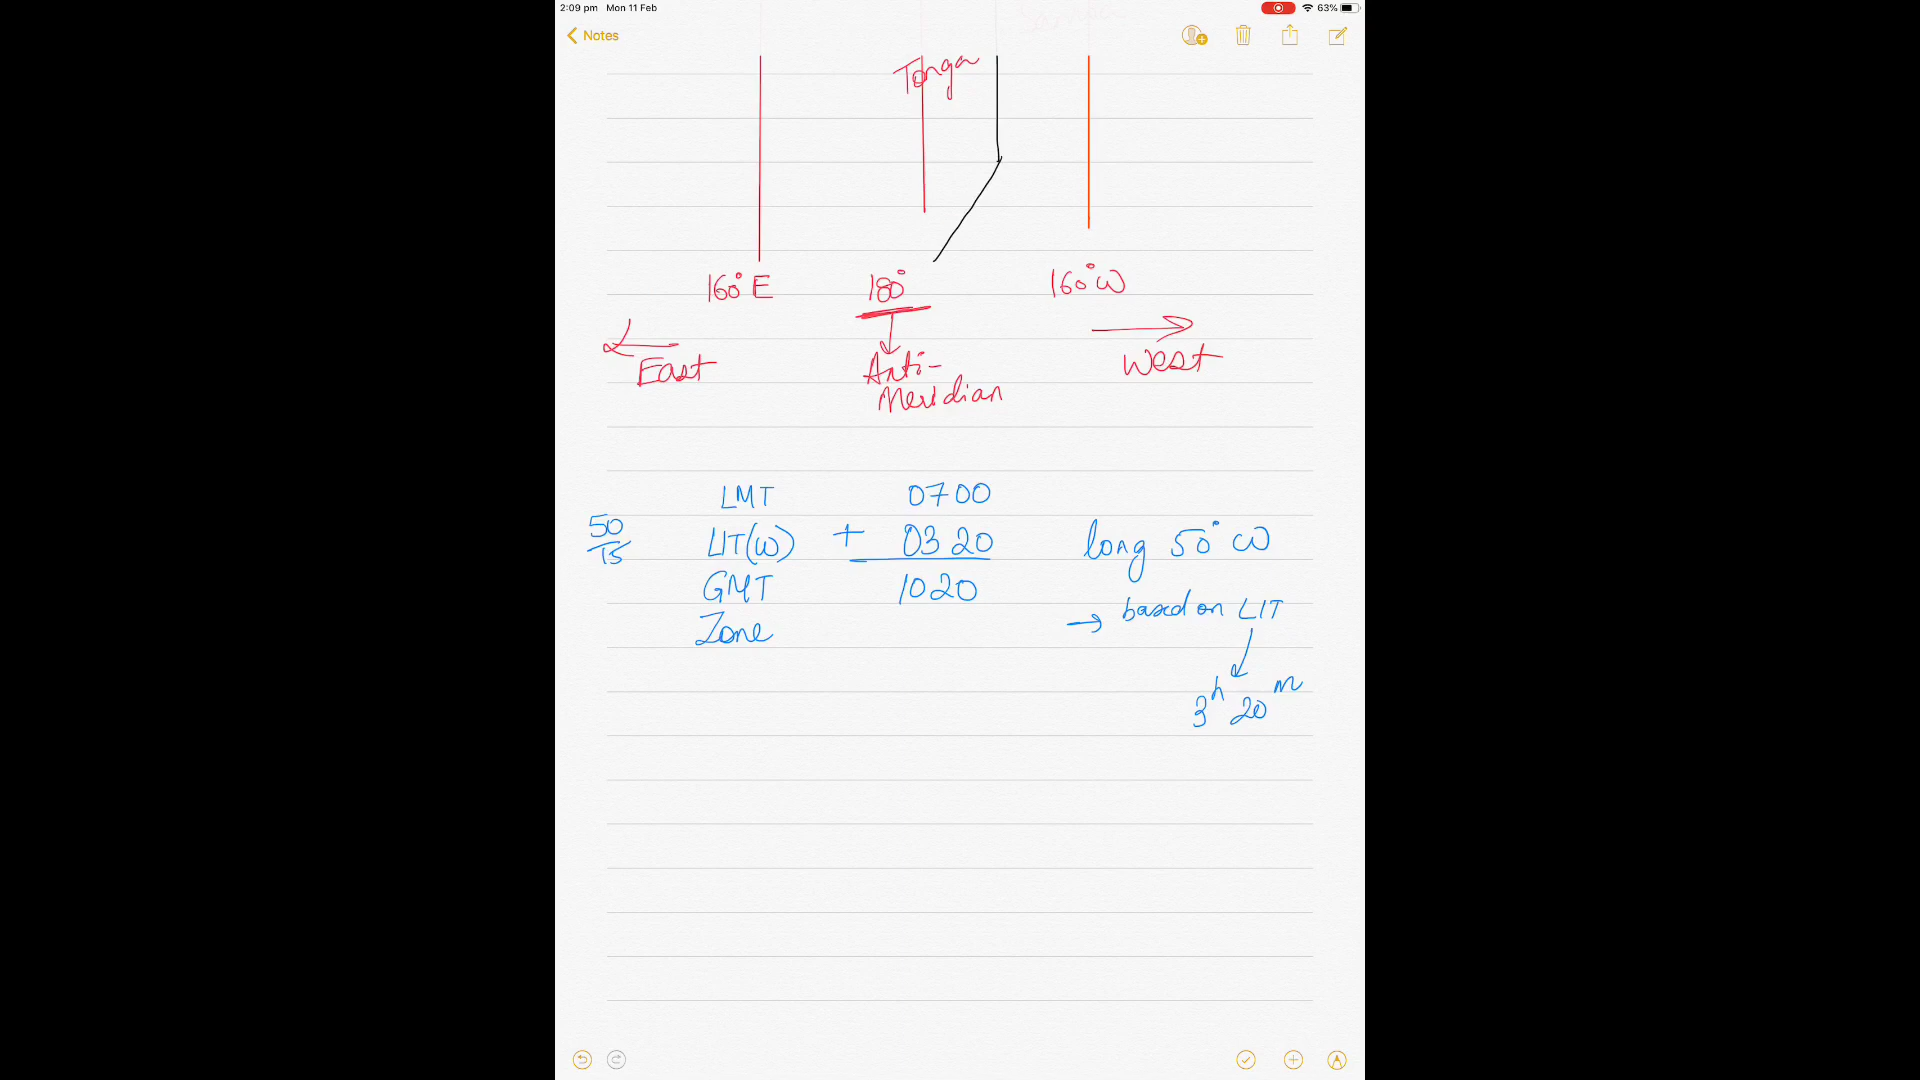 2:09 pm Mon 11 Feb 63%
Notes
Tonga
160° E 180° 160° W
East West
Anti-
Meridian
LMT 0700
50/15 LIT(W) + 03 20 long 50° W
GMT 1020
→ based on LIT
Zone
3h 20m